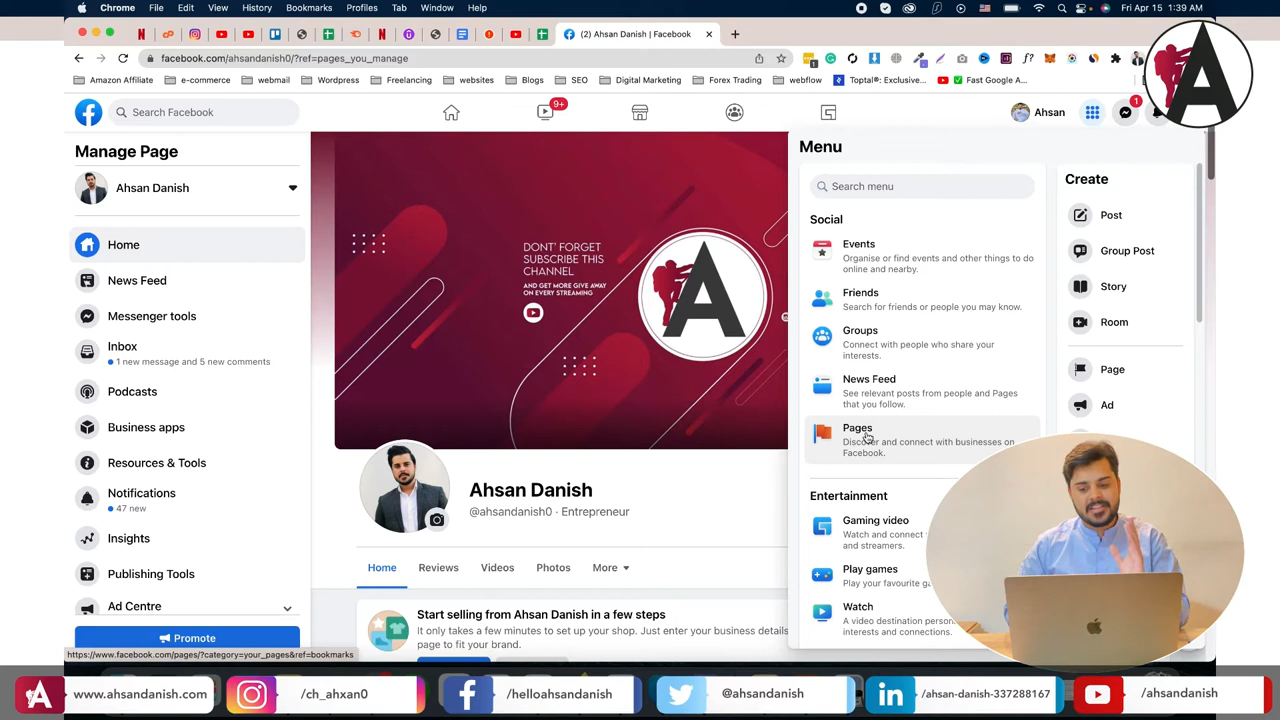 Chrome File Edit View History Bookmarks Profiles Tab Window Help
Fri Apr 15 1:39 AM
(2) Ahsan Danish | Facebook
facebook.com/ahsandanish0/?ref=pages_you_manage
Amazon Affiliate e-commerce webmail Wordpress Freelancing websites Blogs SEO Digital Marketing Forex Trading webflow Toptal®: Exclusive... Fast Google A...
Search Facebook
9+
Ahsan
1
Manage Page
Ahsan Danish
Home
News Feed
Messenger tools
Inbox
1 new message and 5 new comments
Podcasts
Business apps
Resources & Tools
Notifications
47 new
Insights
Publishing Tools
Ad Centre
Promote
https://www.facebook.com/pages/?category=your_pages&ref=bookmarks
DONT' FORGET
SUBSCRIBE THIS
CHANNEL
AND GET MORE GIVE AWAY
ON EVERY STREAMING
A
Ahsan Danish
@ahsandanish0 · Entrepreneur
Home Reviews Videos Photos More
Start selling from Ahsan Danish in a few steps
It only takes a few minutes to set up your shop. Just enter your business details
page to fit your brand.
Menu
Search menu
Social
Events
Organise or find events and other things to do
online and nearby.
Friends
Search for friends or people you may know.
Groups
Connect with people who share your
interests.
News Feed
See relevant posts from people and Pages
that you follow.
Pages
Discover and connect with businesses on
Facebook.
Entertainment
Gaming video
Watch and connect
and streamers.
Play games
Play your favourite
Watch
A video destination
interests and connections.
Create
Post
Group Post
Story
Room
Page
Ad
A
www.ahsandanish.com
/ch_ahxan0
/helloahsandanish
@ahsandanish
/ahsan-danish-337288167
/ahsandanish